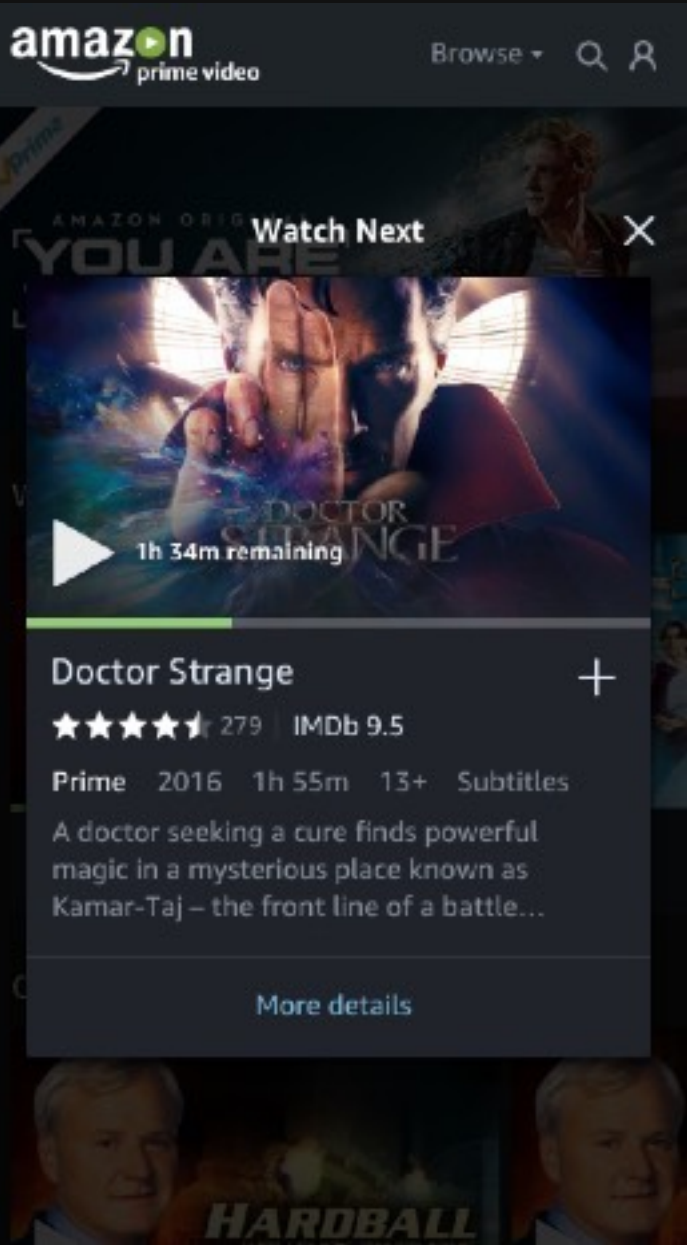 amazon
prime video
Browse
Prime
AMAZON ORIGINAL
Watch Next
YOU ARE
DOCTOR
STRANGE
1h 34m remaining
Doctor Strange
279 IMDb 9.5
Prime 2016 1h 55m 13+ Subtitles
A doctor seeking a cure finds powerful
magic in a mysterious place known as
Kamar-Taj – the front line of a battle...
More details
HARDBALL